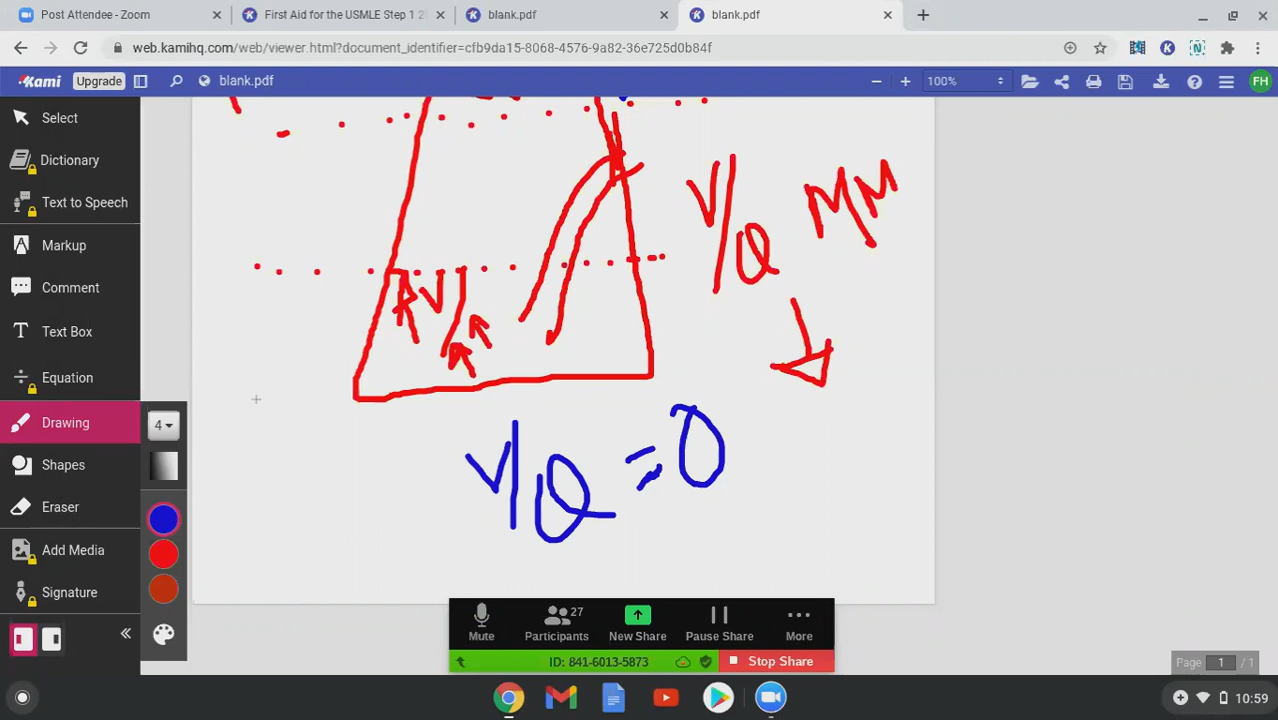 Post Attendee - Zoom
First Aid for the USMLE Step 1 2
blank.pdf
blank.pdf
web.kamihq.com/web/viewer.html?document_identifier=cfb9da15-8068-4576-9a82-36e725d0b84f
Kami
Upgrade
blank.pdf
100%
FH
Select
Dictionary
Text to Speech
Markup
Comment
Text Box
Equation
Drawing
4
Shapes
Eraser
Add Media
Signature
V/Q MM
V/
V/Q = 0
Mute
Participants 27
New Share
Pause Share
More
ID: 841-6013-5873
Stop Share
Page 1 / 1
10:59